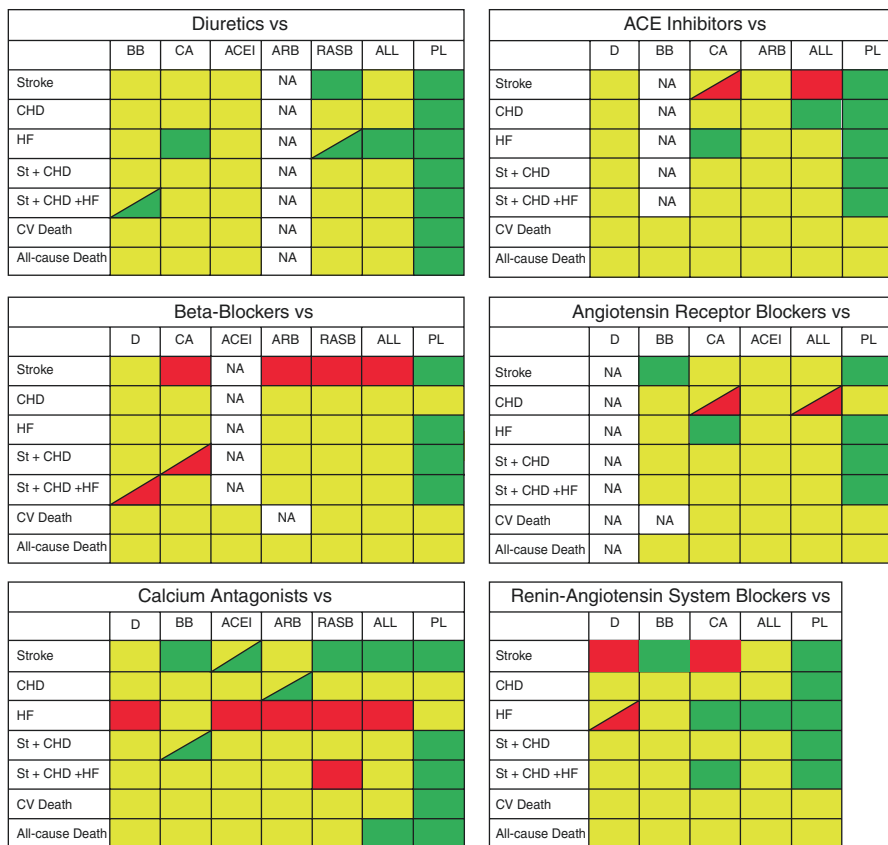 Diuretics vs
BB CA ACEI ARB RASB ALL PL
Stroke NA
CHD NA
HF NA
St + CHD NA
St + CHD +HF NA
CV Death NA
All-cause Death NA
ACE Inhibitors vs
D BB CA ARB ALL PL
Stroke NA
CHD NA
HF NA
St + CHD NA
St + CHD +HF NA
CV Death
All-cause Death
Beta-Blockers vs
D CA ACEI ARB RASB ALL PL
Stroke NA
CHD NA
HF NA
St + CHD NA
St + CHD +HF NA
CV Death NA
All-cause Death
Angiotensin Receptor Blockers vs
D BB CA ACEI ALL PL
Stroke NA
CHD NA
HF NA
St + CHD NA
St + CHD +HF NA
CV Death NA NA
All-cause Death NA
Calcium Antagonists vs
D BB ACEI ARB RASB ALL PL
Stroke
CHD
HF
St + CHD
St + CHD +HF
CV Death
All-cause Death
Renin-Angiotensin System Blockers vs
D BB CA ALL PL
Stroke
CHD
HF
St + CHD
St + CHD +HF
CV Death
All-cause Death